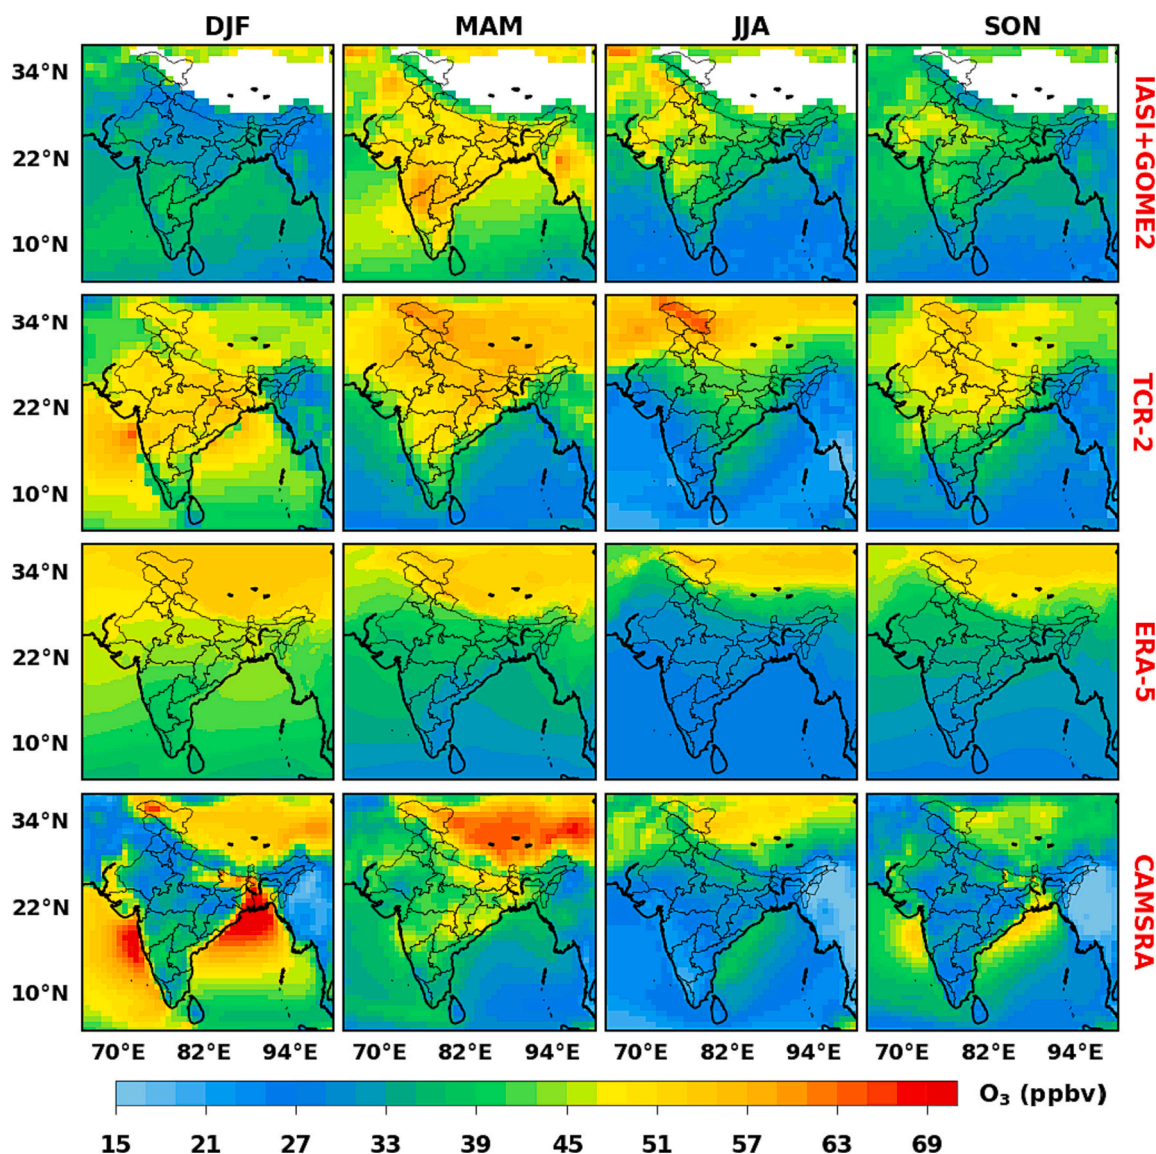 DJF MAM JJA SON
34°N
22°N
10°N
IASI+GOME2
34°N
22°N
10°N
TCR-2
34°N
22°N
10°N
ERA-5
34°N
22°N
10°N
CAMSRA
70°E 82°E 94°E 70°E 82°E 94°E 70°E 82°E 94°E 70°E 82°E 94°E
O₃ (ppbv)
15 21 27 33 39 45 51 57 63 69